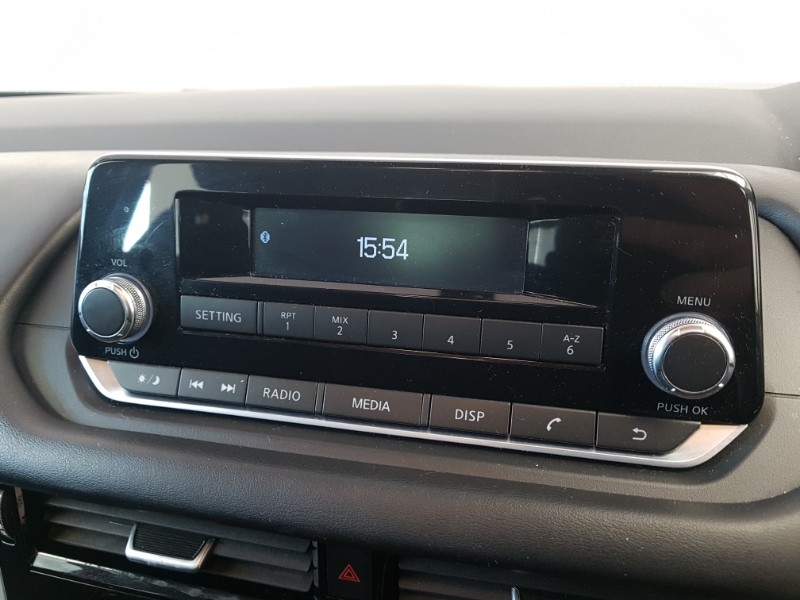 15:54
VOL
PUSH
SETTING
RPT
1
MIX
2
3
4
5
A-Z
6
MENU
PUSH OK
RADIO
MEDIA
DISP